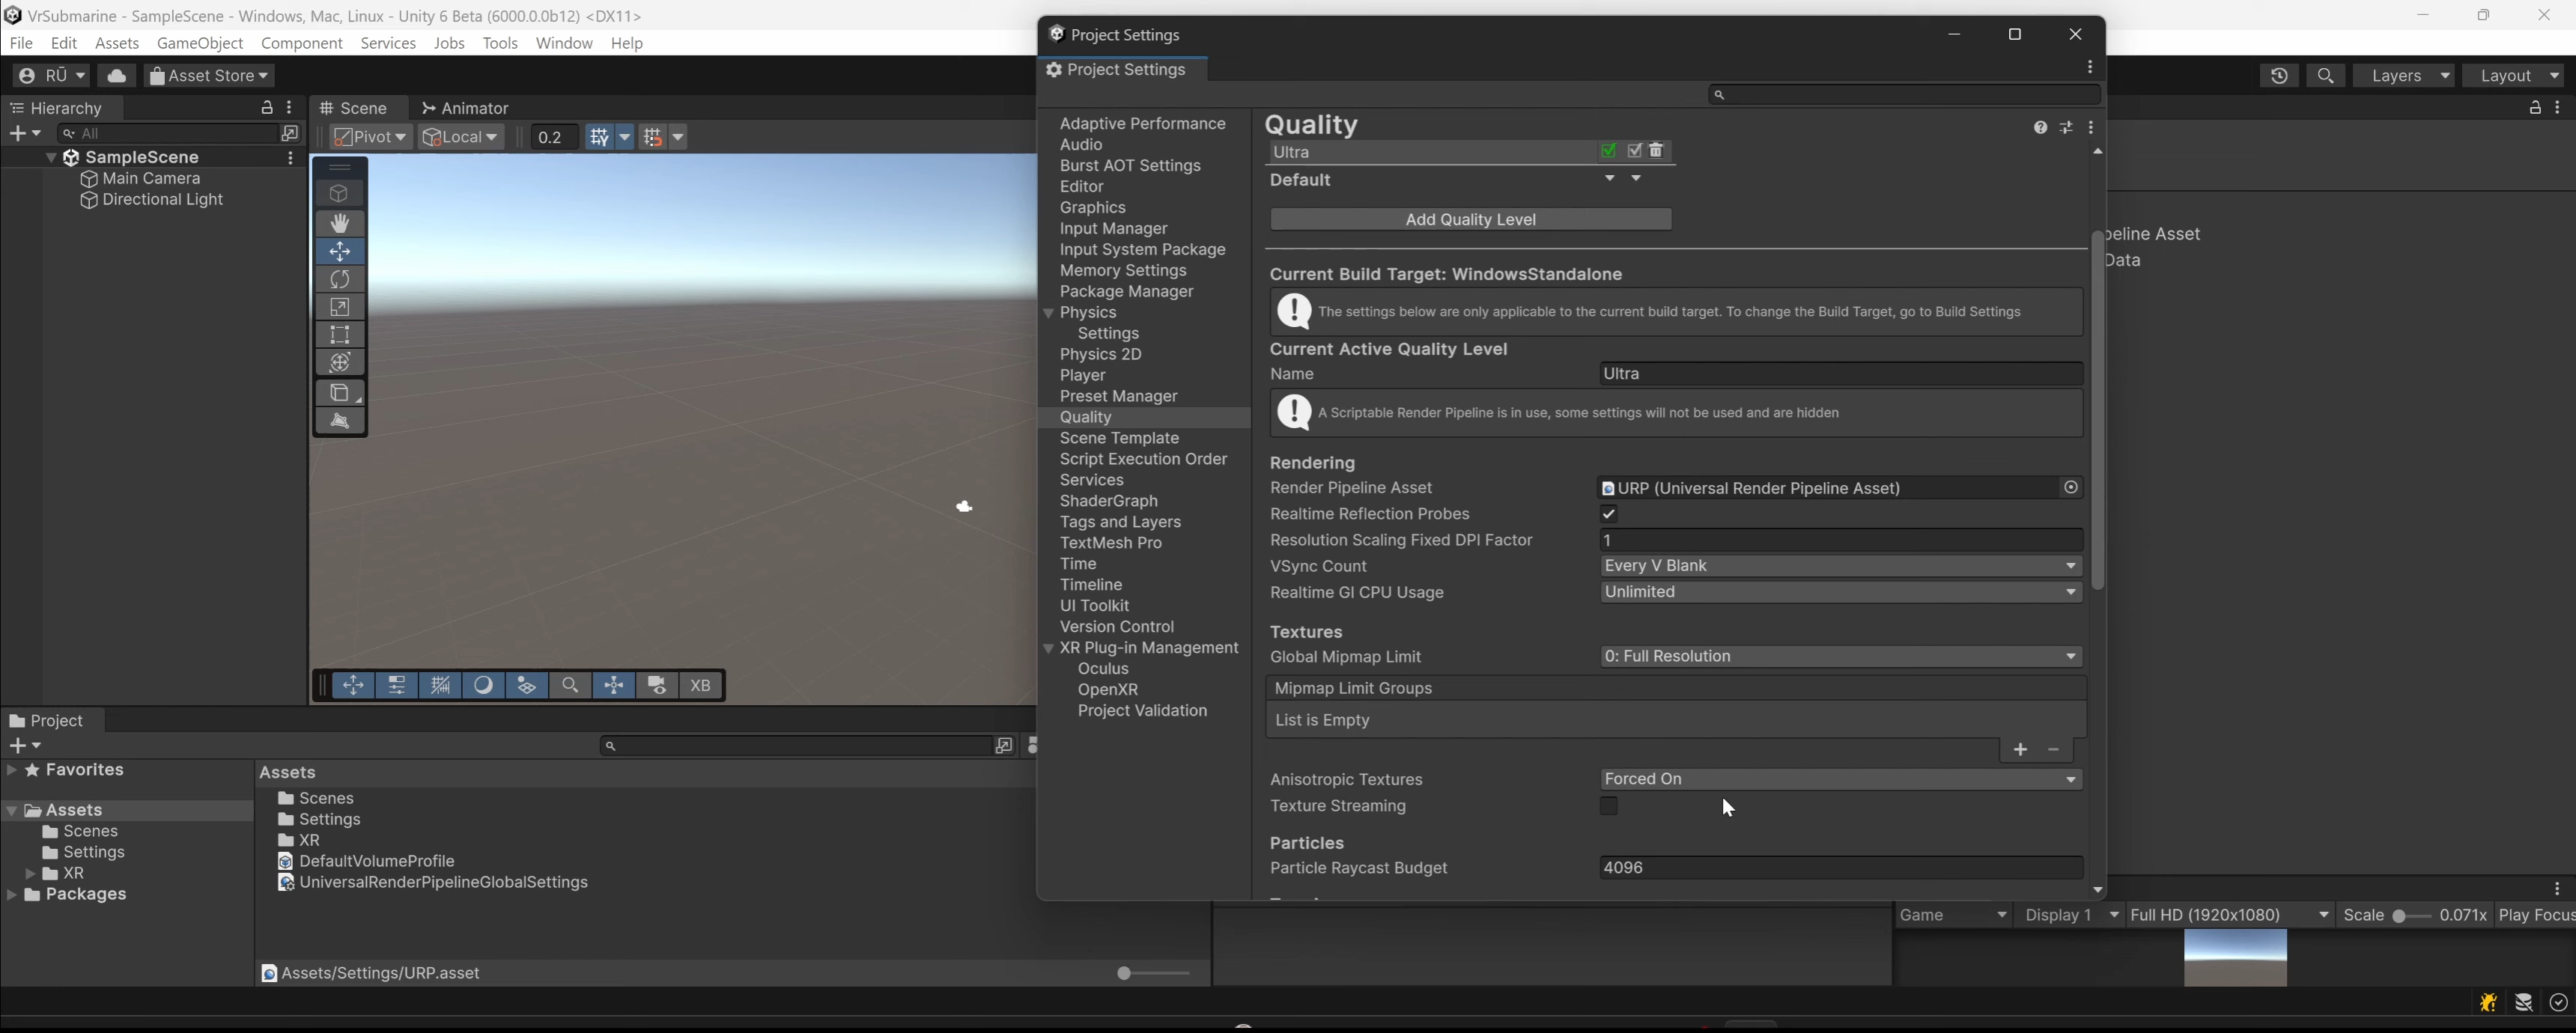 VrSubmarine - SampleScene - Windows, Mac, Linux - Unity 6 Beta (6000.0.0b12) <DX11>
File Edit Assets GameObject Component Services Jobs Tools Window Help
RŪ Asset Store Layers Layout
Hierarchy
All
SampleScene
Main Camera
Directional Light
Scene Animator
Pivot Local 0.2
XB
Project Settings
Project Settings
Adaptive Performance
Audio
Burst AOT Settings
Editor
Graphics
Input Manager
Input System Package
Memory Settings
Package Manager
Physics
Settings
Physics 2D
Player
Preset Manager
Quality
Scene Template
Script Execution Order
Services
ShaderGraph
Tags and Layers
TextMesh Pro
Time
Timeline
UI Toolkit
Version Control
XR Plug-in Management
Oculus
OpenXR
Project Validation
Quality
Ultra
Default
Add Quality Level
Current Build Target: WindowsStandalone
The settings below are only applicable to the current build target. To change the Build Target, go to Build Settings
Current Active Quality Level
Name Ultra
A Scriptable Render Pipeline is in use, some settings will not be used and are hidden
Rendering
Render Pipeline Asset URP (Universal Render Pipeline Asset)
Realtime Reflection Probes
Resolution Scaling Fixed DPI Factor 1
VSync Count Every V Blank
Realtime GI CPU Usage Unlimited
Textures
Global Mipmap Limit 0: Full Resolution
Mipmap Limit Groups
List is Empty
Anisotropic Textures Forced On
Texture Streaming
Particles
Particle Raycast Budget 4096
peline Asset
Data
Project
Favorites
Assets
Scenes
Settings
XR
Packages
Assets
Scenes
Settings
XR
DefaultVolumeProfile
UniversalRenderPipelineGlobalSettings
Assets/Settings/URP.asset
Game Display 1 Full HD (1920x1080) Scale 0.071x Play Focus